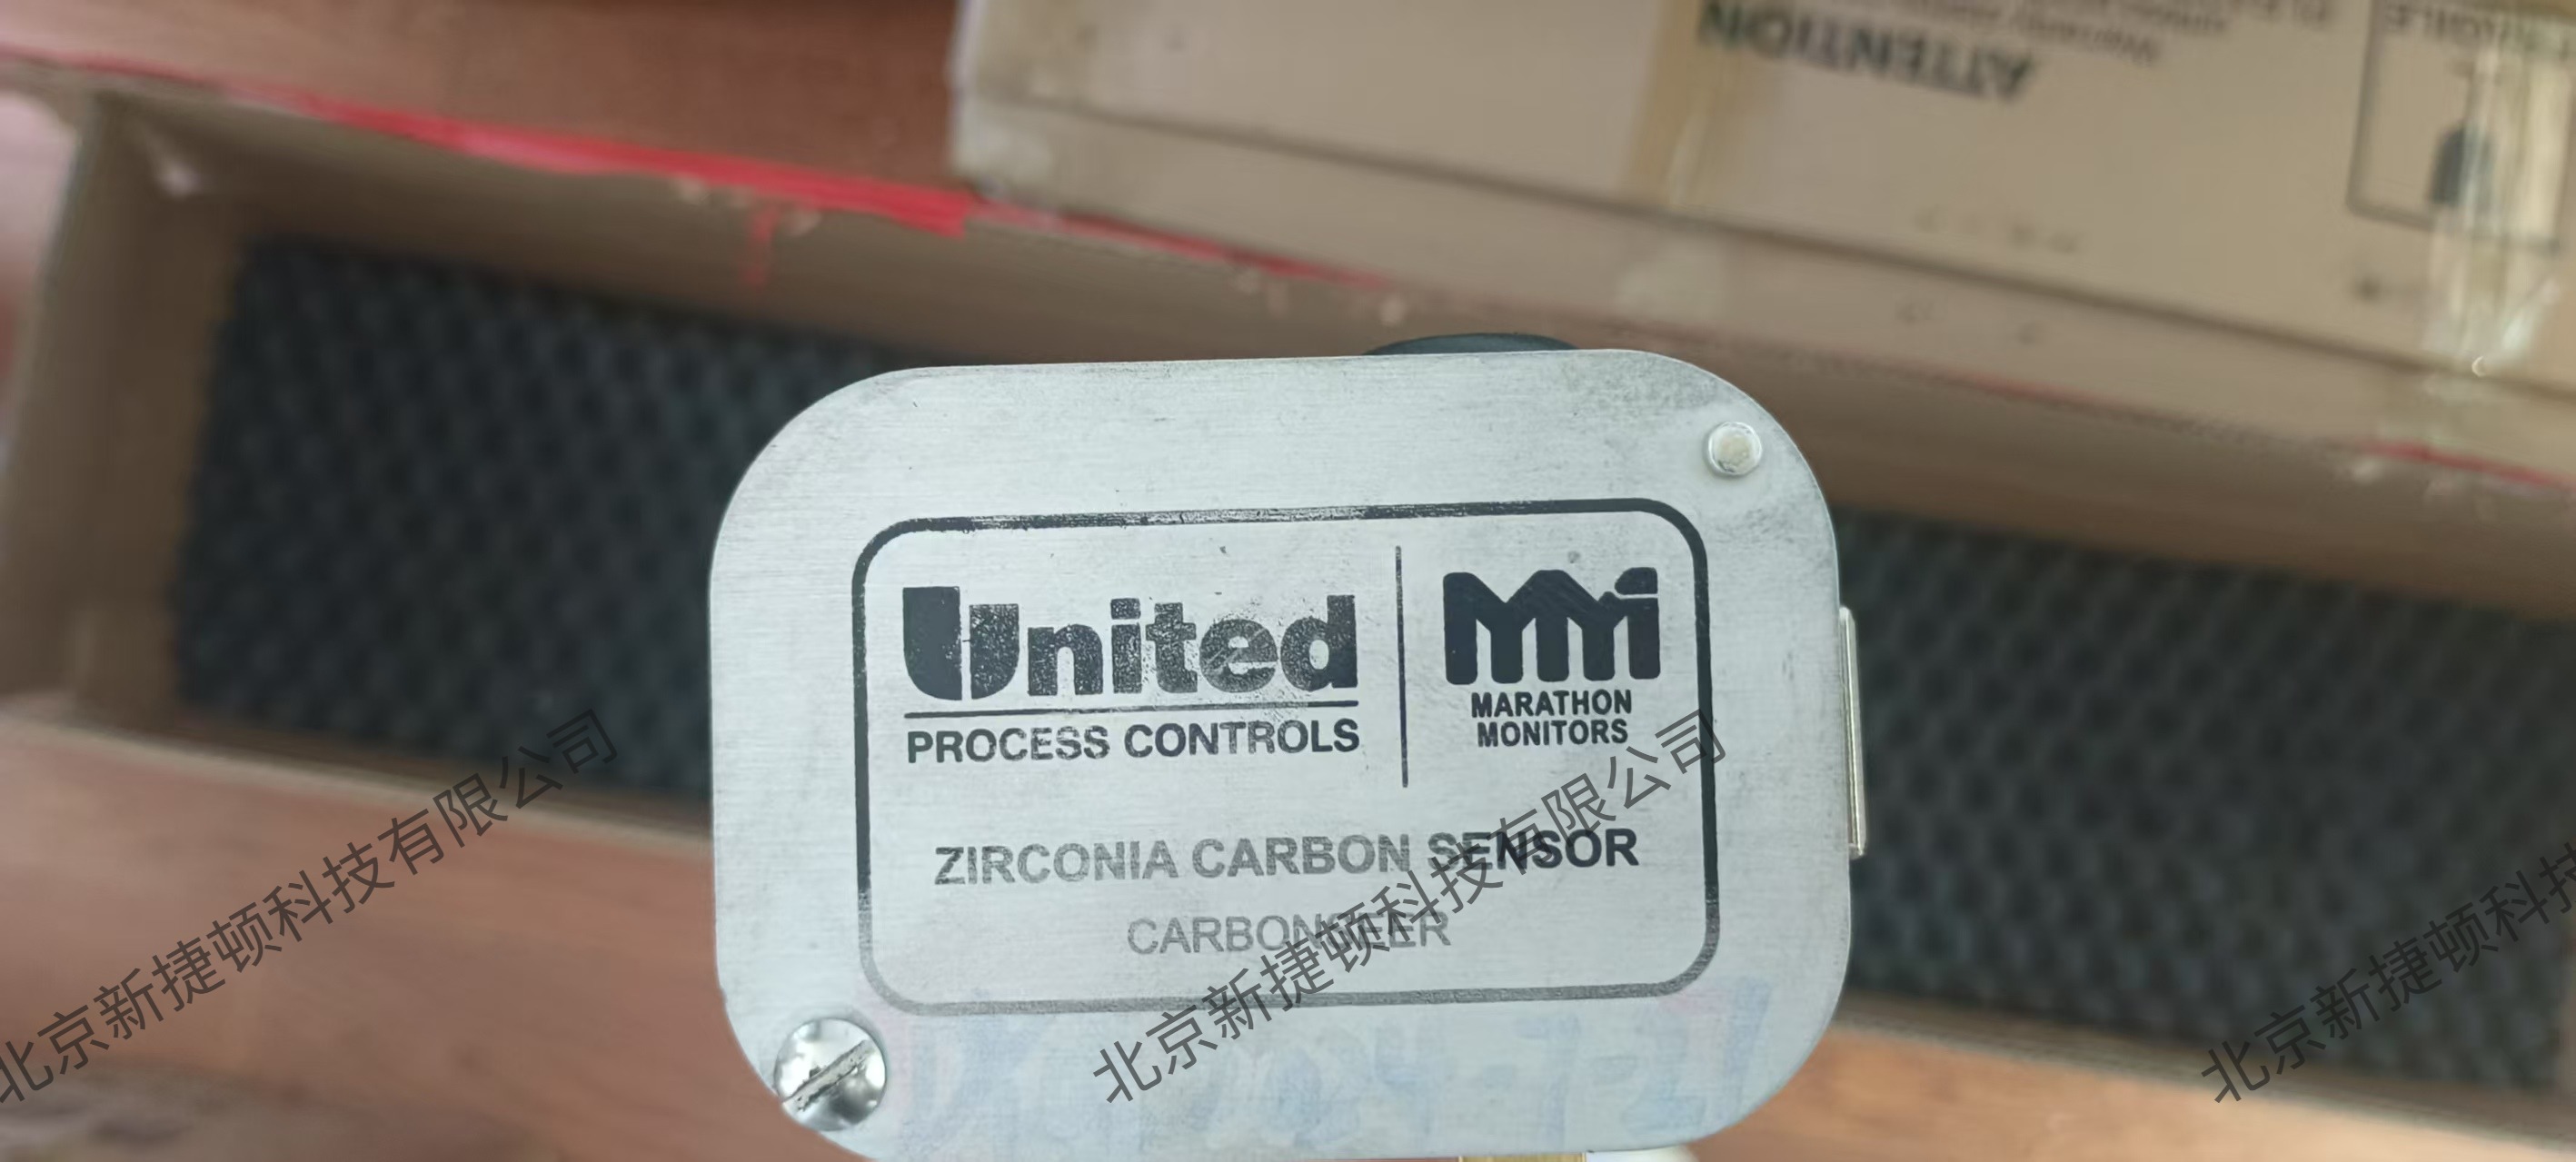 ATTENTION
United
PROCESS CONTROLS
MMi
MARATHON
MONITORS
ZIRCONIA CARBON SENSOR
北京新捷顿科技有限公司
北京新捷顿科技有限公司
北京新捷顿科技